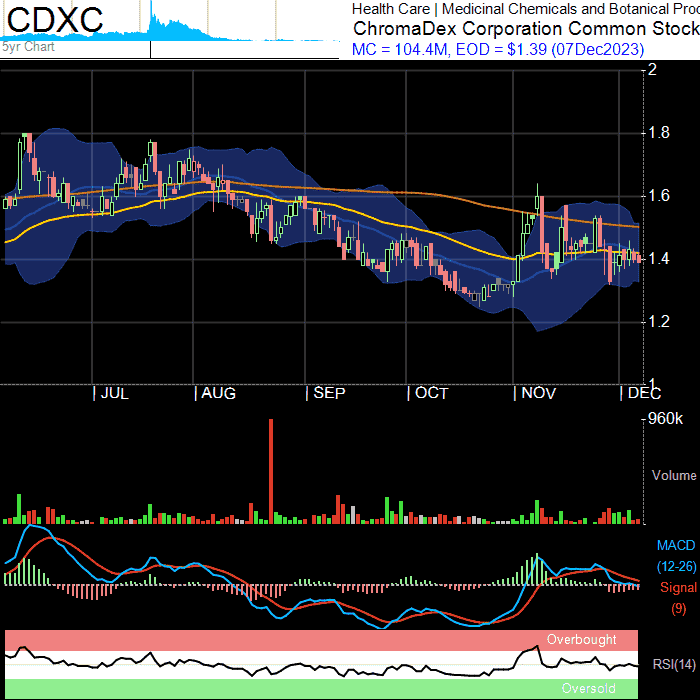 CDXC
5yr Chart
Health Care | Medicinal Chemicals and Botanical Proc
ChromaDex Corporation Common Stock
MC = 104.4M, EOD = $1.39 (07Dec2023)
2
1.8
1.6
1.4
1.2
1
JUL AUG SEP OCT NOV DEC
960k
Volume
MACD
(12-26)
Signal
(9)
Overbought
RSI(14)
Oversold